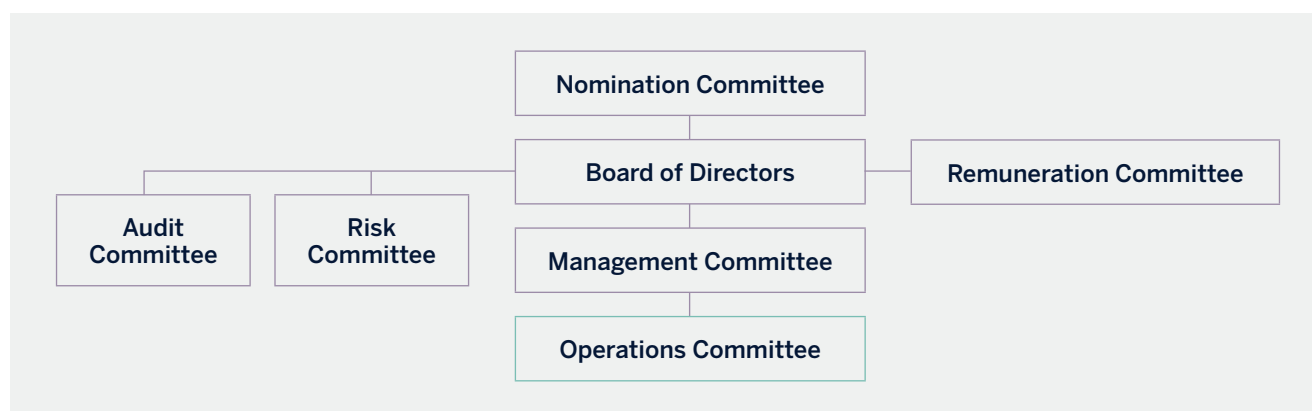 Nomination Committee
Board of Directors
Remuneration Committee
Audit
Committee
Risk
Committee
Management Committee
Operations Committee